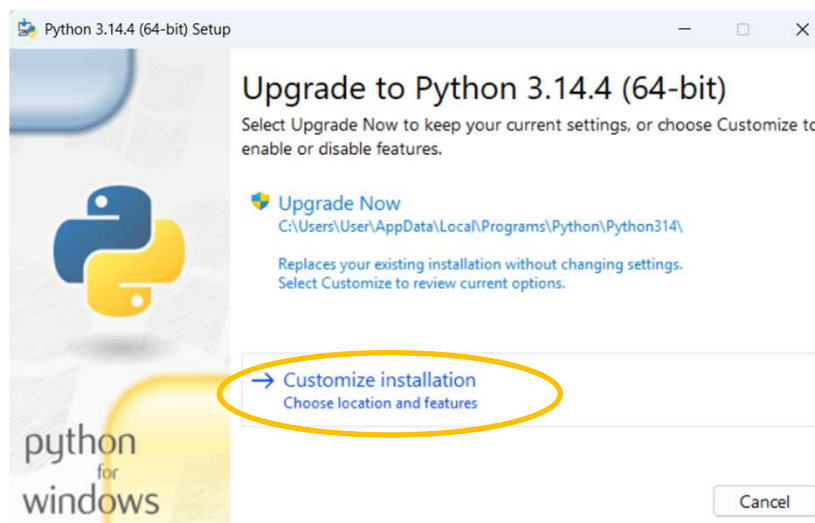 Python 3.14.4 (64-bit) Setup
Upgrade to Python 3.14.4 (64-bit)
Select Upgrade Now to keep your current settings, or choose Customize to
enable or disable features.
Upgrade Now
C:\Users\User\AppData\Local\Programs\Python\Python314\
Replaces your existing installation without changing settings.
Select Customize to review current options.
Customize installation
Choose location and features
python
for
windows
Cancel